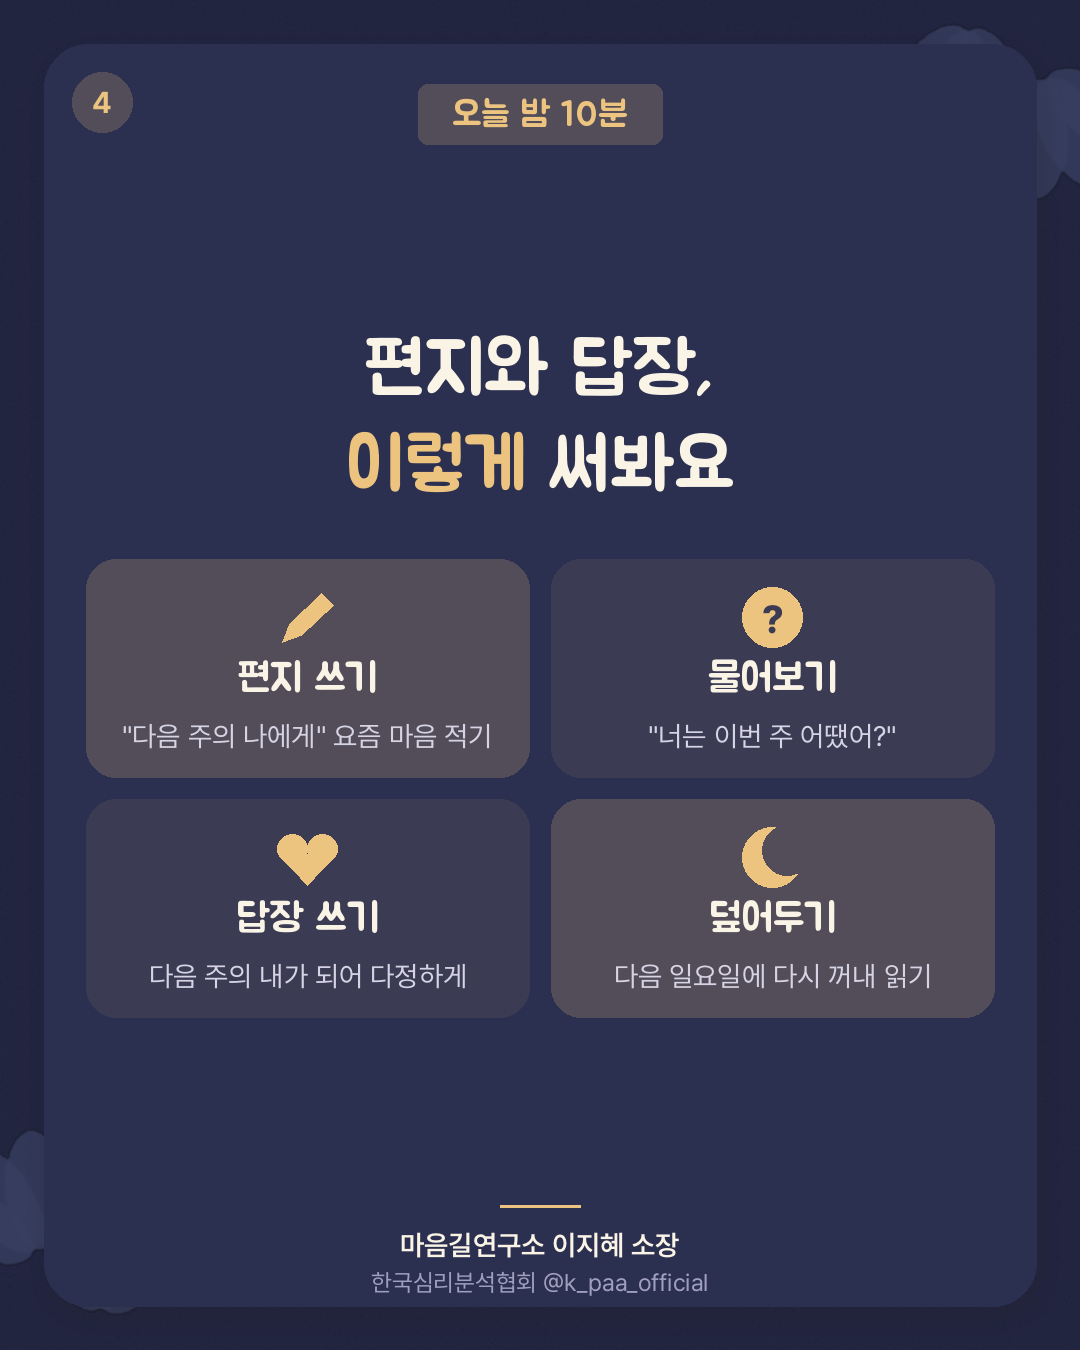 4
오늘 밤 10분
편지와 답장,
이렇게 써봐요
편지 쓰기
"다음 주의 나에게" 요즘 마음 적기
?
물어보기
"너는 이번 주 어땠어?"
답장 쓰기
다음 주의 내가 되어 다정하게
덮어두기
다음 일요일에 다시 꺼내 읽기
마음길연구소 이지혜 소장
한국심리분석협회 @k_paa_official